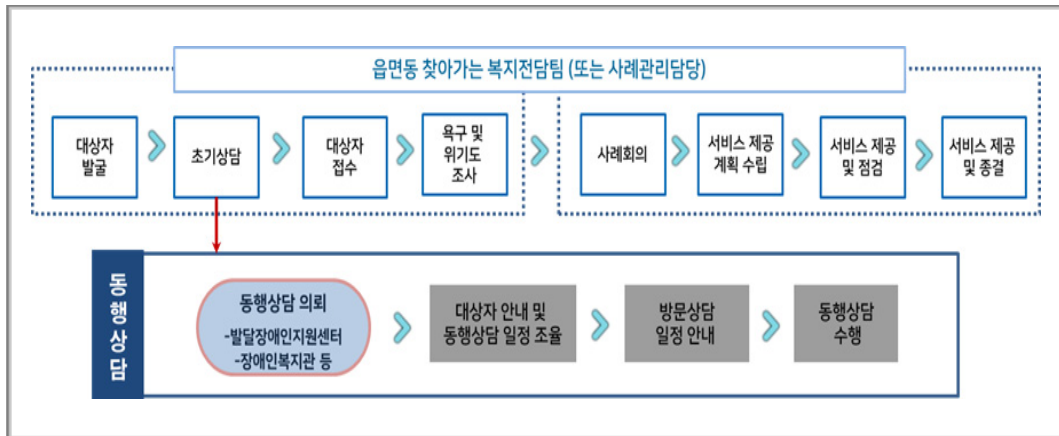 읍면동 찾아가는 복지전담팀 (또는 사례관리담당)
대상자
발굴
초기상담
대상자
접수
욕구 및
위기도
조사
사례회의
서비스 제공
계획 수립
서비스 제공
및 점검
서비스 제공
및 종결
동행상담
동행상담 의뢰
-발달장애인지원센터
-장애인복지관 등
대상자 안내 및
동행상담 일정 조율
방문상담
일정 안내
동행상담
수행